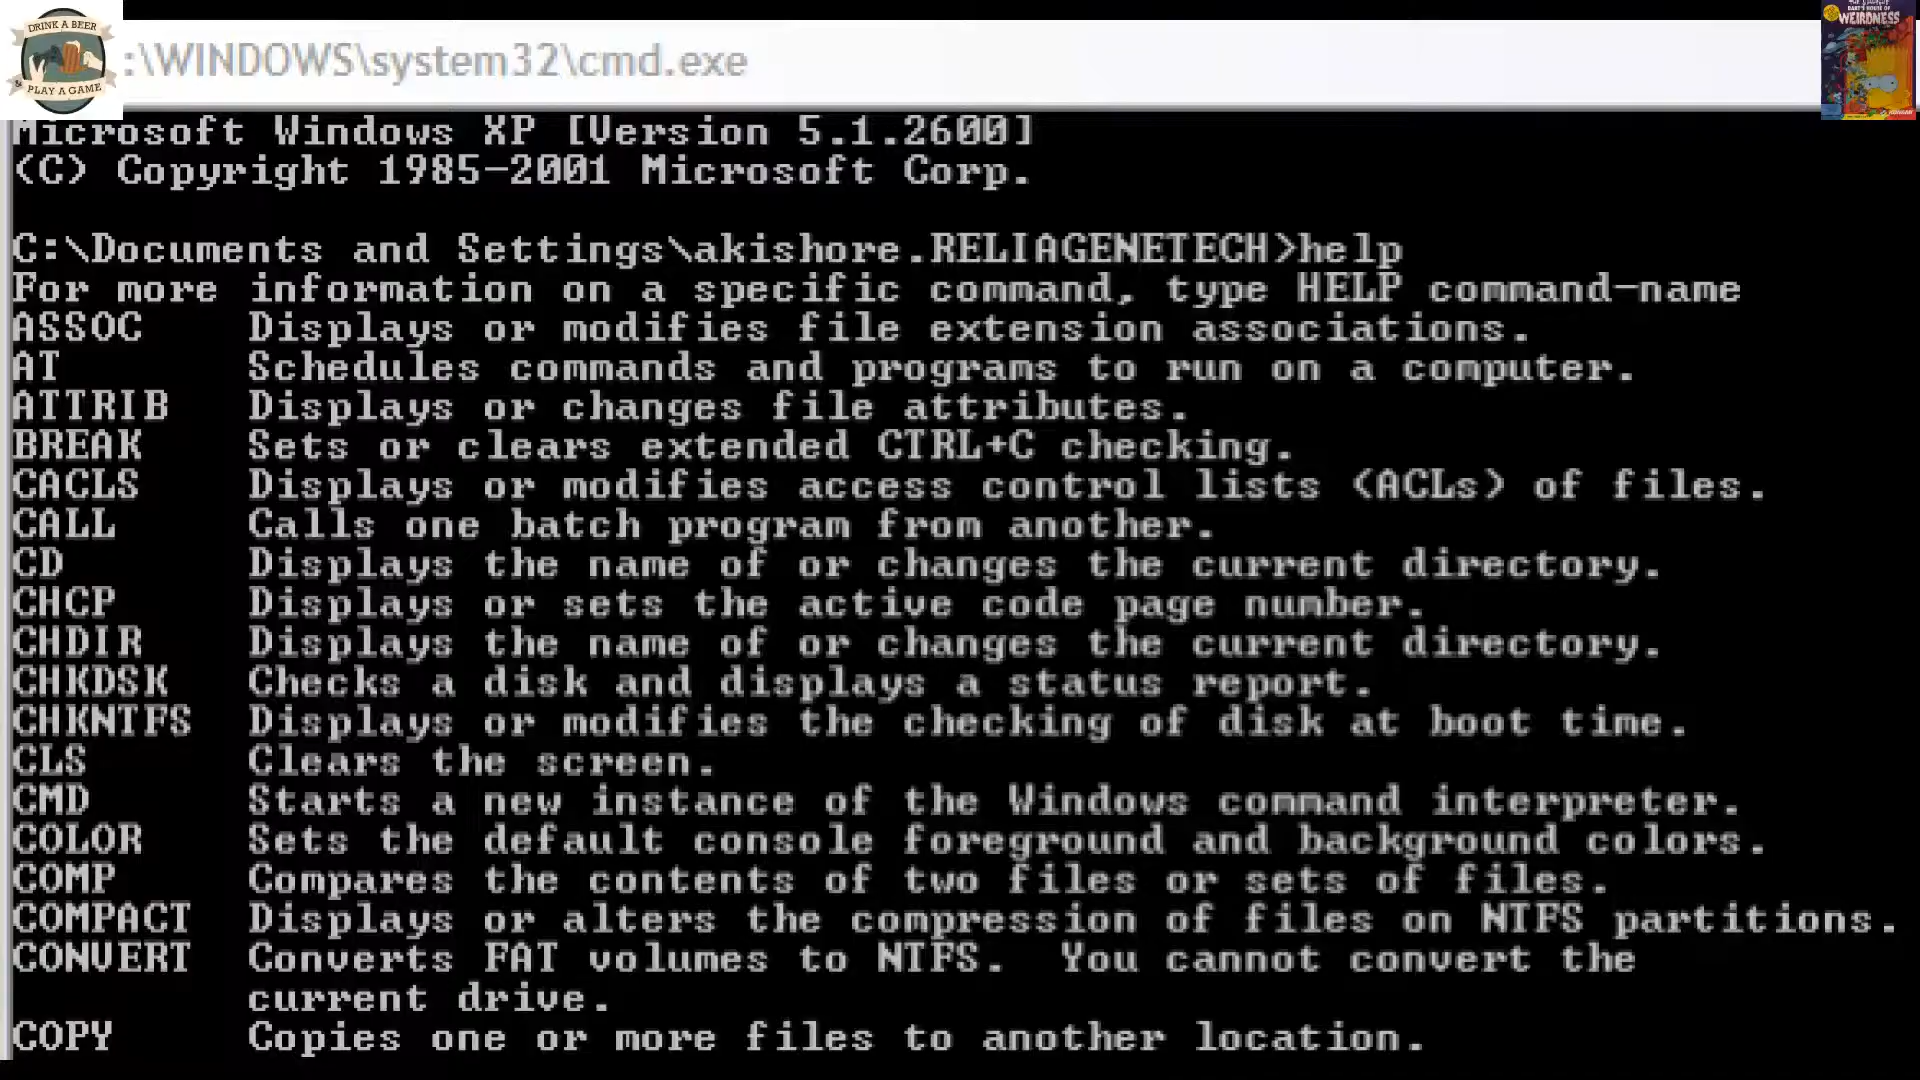 DRINK A BEER
& PLAY A GAME
:\WINDOWS\system32\cmd.exe
WEIRDNESS
Microsoft Windows XP [Version 5.1.2600]
(C) Copyright 1985-2001 Microsoft Corp.
C:\Documents and Settings\akishore.RELIAGENETECH>help
For more information on a specific command, type HELP command-name
ASSOC Displays or modifies file extension associations.
AT Schedules commands and programs to run on a computer.
ATTRIB Displays or changes file attributes.
BREAK Sets or clears extended CTRL+C checking.
CACLS Displays or modifies access control lists (ACLs) of files.
CALL Calls one batch program from another.
CD Displays the name of or changes the current directory.
CHCP Displays or sets the active code page number.
CHDIR Displays the name of or changes the current directory.
CHKDSK Checks a disk and displays a status report.
CHKNTFS Displays or modifies the checking of disk at boot time.
CLS Clears the screen.
CMD Starts a new instance of the Windows command interpreter.
COLOR Sets the default console foreground and background colors.
COMP Compares the contents of two files or sets of files.
COMPACT Displays or alters the compression of files on NTFS partitions.
CONVERT Converts FAT volumes to NTFS. You cannot convert the
current drive.
COPY Copies one or more files to another location.